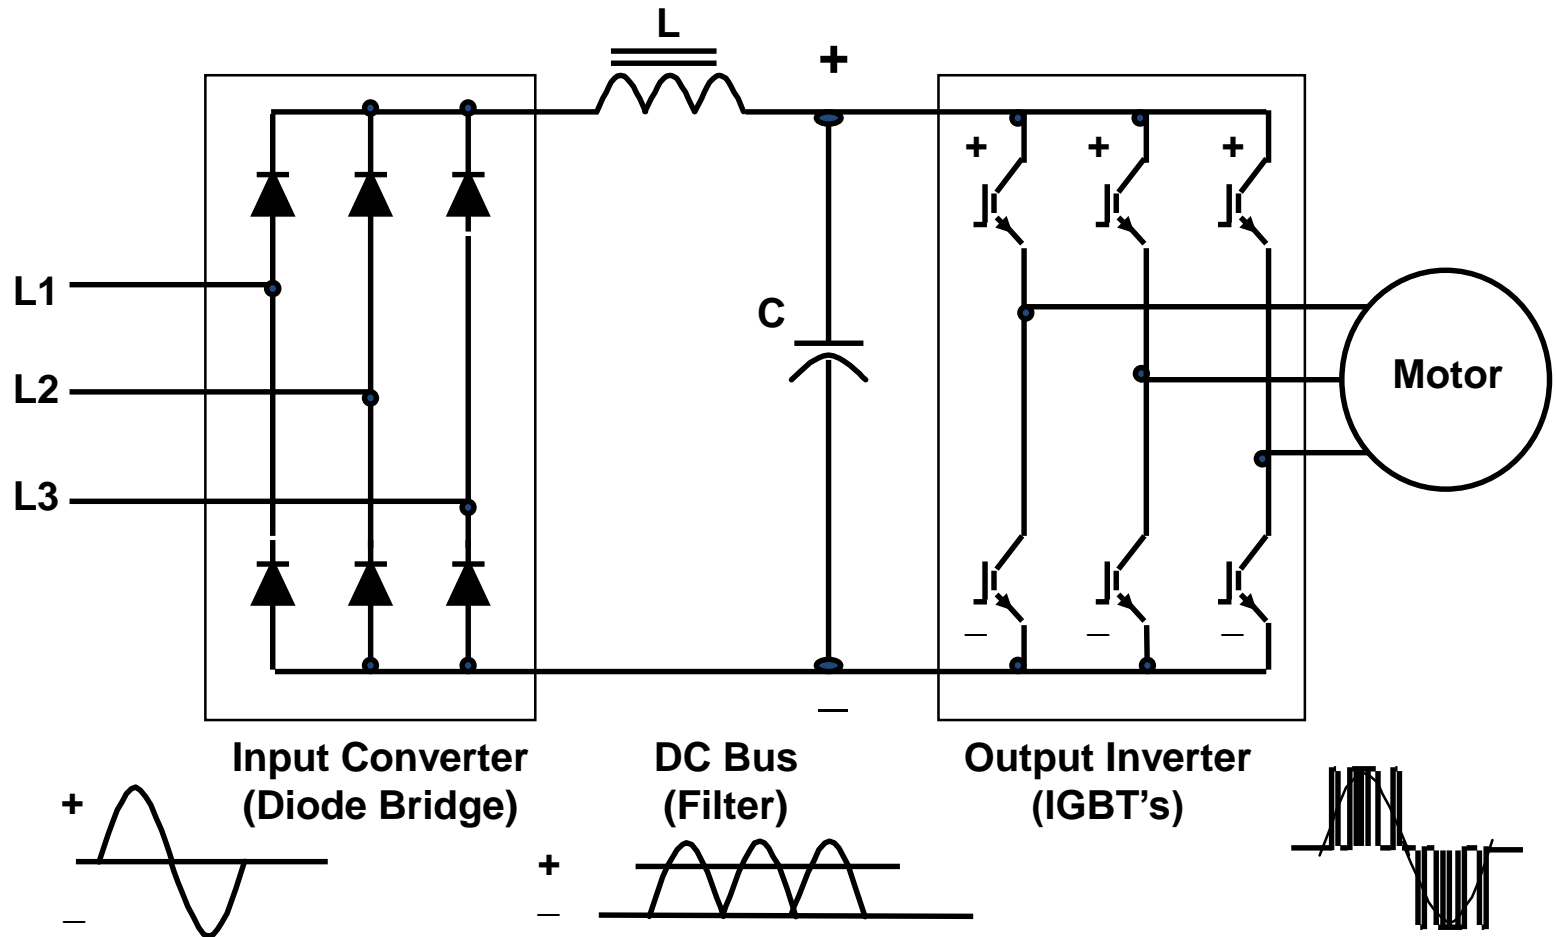 L
+
+ + +
L1
C
L2
Motor
L3
_ _ _
_
Input Converter
(Diode Bridge)
DC Bus
(Filter)
Output Inverter
(IGBT's)
+
_
+
_